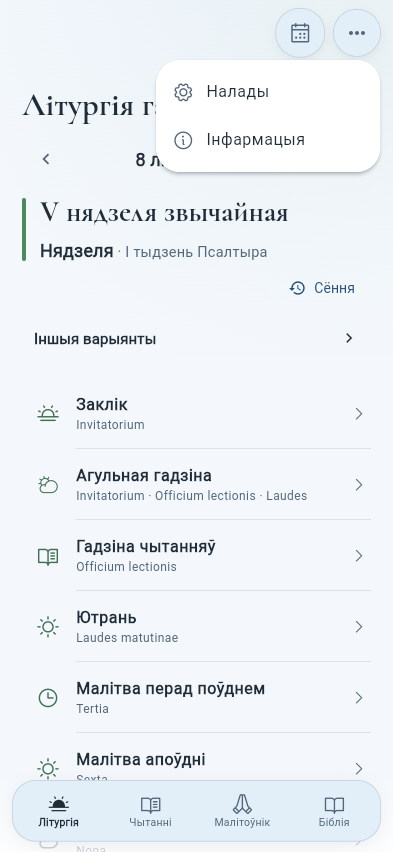 Налады
Інфармацыя
Літургія
8
V нядзеля звычайная
Нядзеля · I тыдзень Псалтыра
Сёння
Іншыя варыянты
Заклік
Invitatorium
Агульная гадзіна
Invitatorium · Officium lectionis · Laudes
Гадзіна чытанняў
Officium lectionis
Ютрань
Laudes matutinae
Малітва перад поўднем
Tertia
Малітва апоўдні
Sexta
Літургія
Чытанні
Малітоўнік
Біблія
Nona